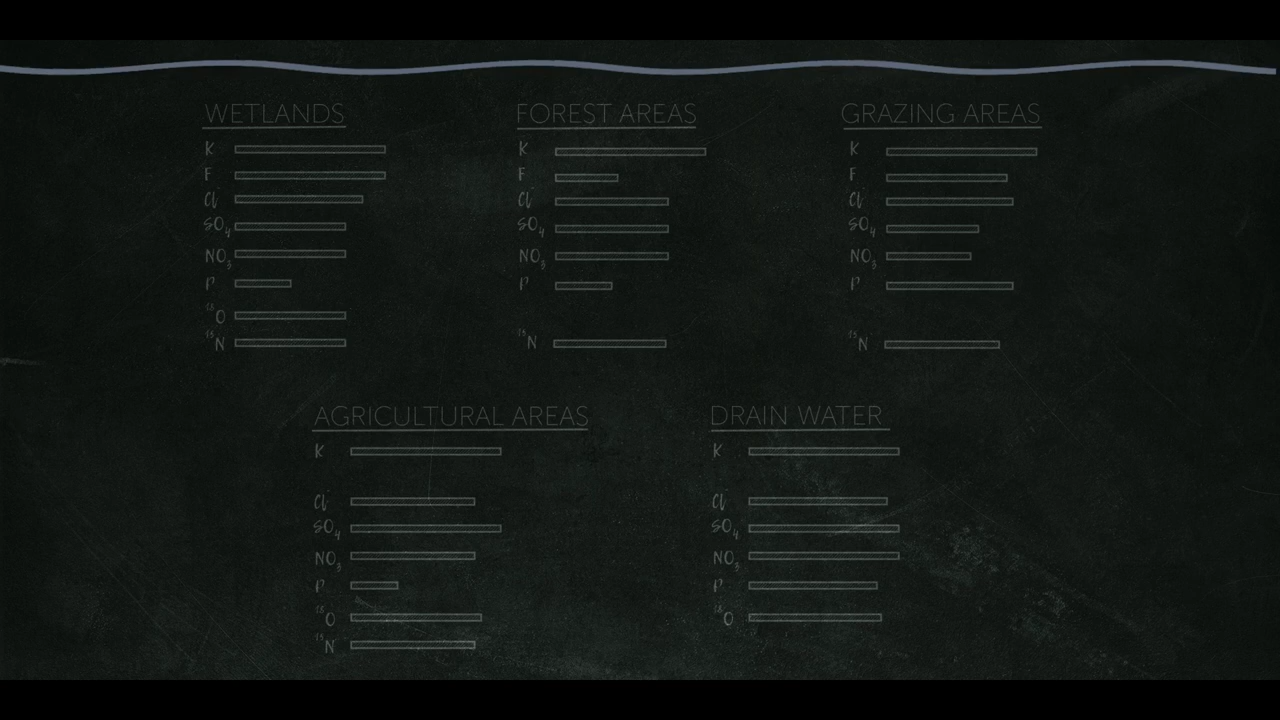 WETLANDS
K
F
Cl⁻
SO₄
NO₃
P
¹⁸O
¹⁵N
FOREST AREAS
K
F
Cl⁻
SO₄
NO₃
P
¹⁵N
GRAZING AREAS
K
F
Cl⁻
SO₄
NO₃
P
¹⁵N
AGRICULTURAL AREAS
K
Cl⁻
SO₄
NO₃
P
¹⁸O
¹⁵N
DRAIN WATER
K
Cl⁻
SO₄
NO₃
P
¹⁸O